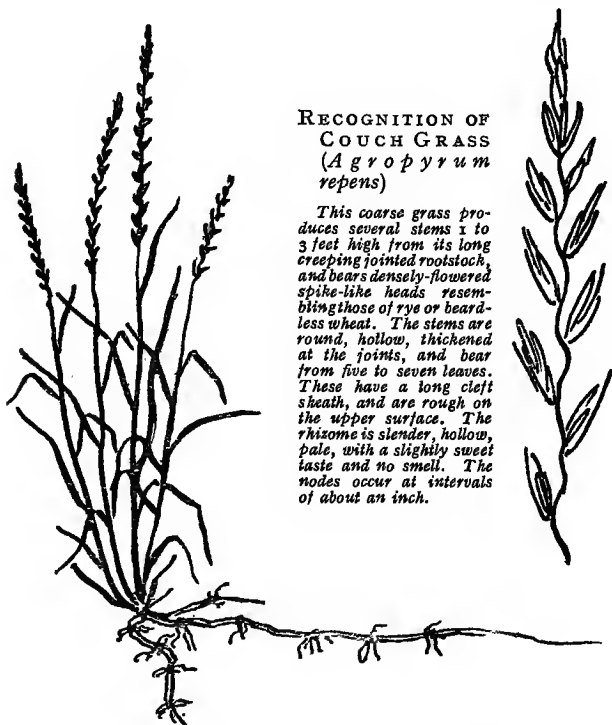 RECOGNITION OF
COUCH GRASS
(Agropyrum
repens)
This coarse grass pro-
duces several stems 1 to
3 feet high from its long
creeping jointed rootstock,
and bears densely-flowered
spike-like heads resem-
bling those of rye or beard-
less wheat. The stems are
round, hollow, thickened
at the joints, and bear
from five to seven leaves.
These have a long cleft
sheath, and are rough on
the upper surface. The
rhizome is slender, hollow,
pale, with a slightly sweet
taste and no smell. The
nodes occur at intervals
of about an inch.